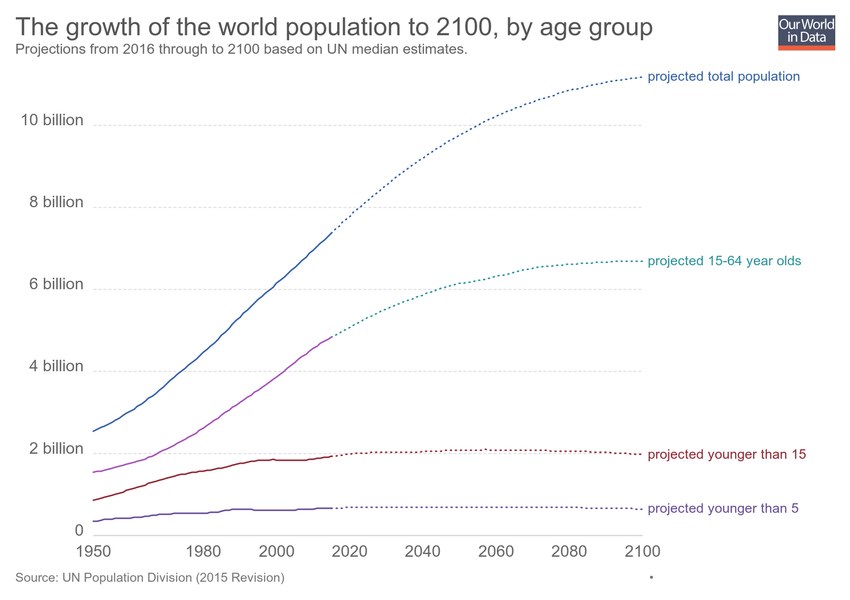 The growth of the world population to 2100, by age group
Projections from 2016 through to 2100 based on UN median estimates.
Our World
in Data
projected total population
10 billion
8 billion
projected 15-64 year olds
6 billion
4 billion
2 billion
projected younger than 15
projected younger than 5
0
1950 1980 2000 2020 2040 2060 2080 2100
Source: UN Population Division (2015 Revision)